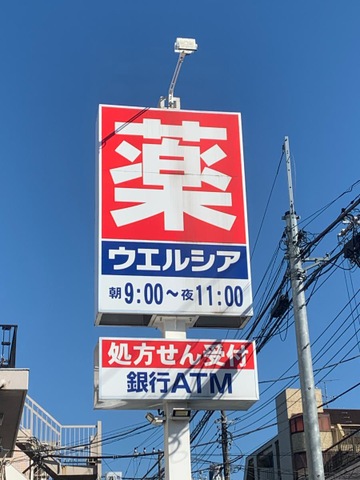 薬
ウエルシア
朝9:00～夜11:00
処方せん受付
銀行ATM